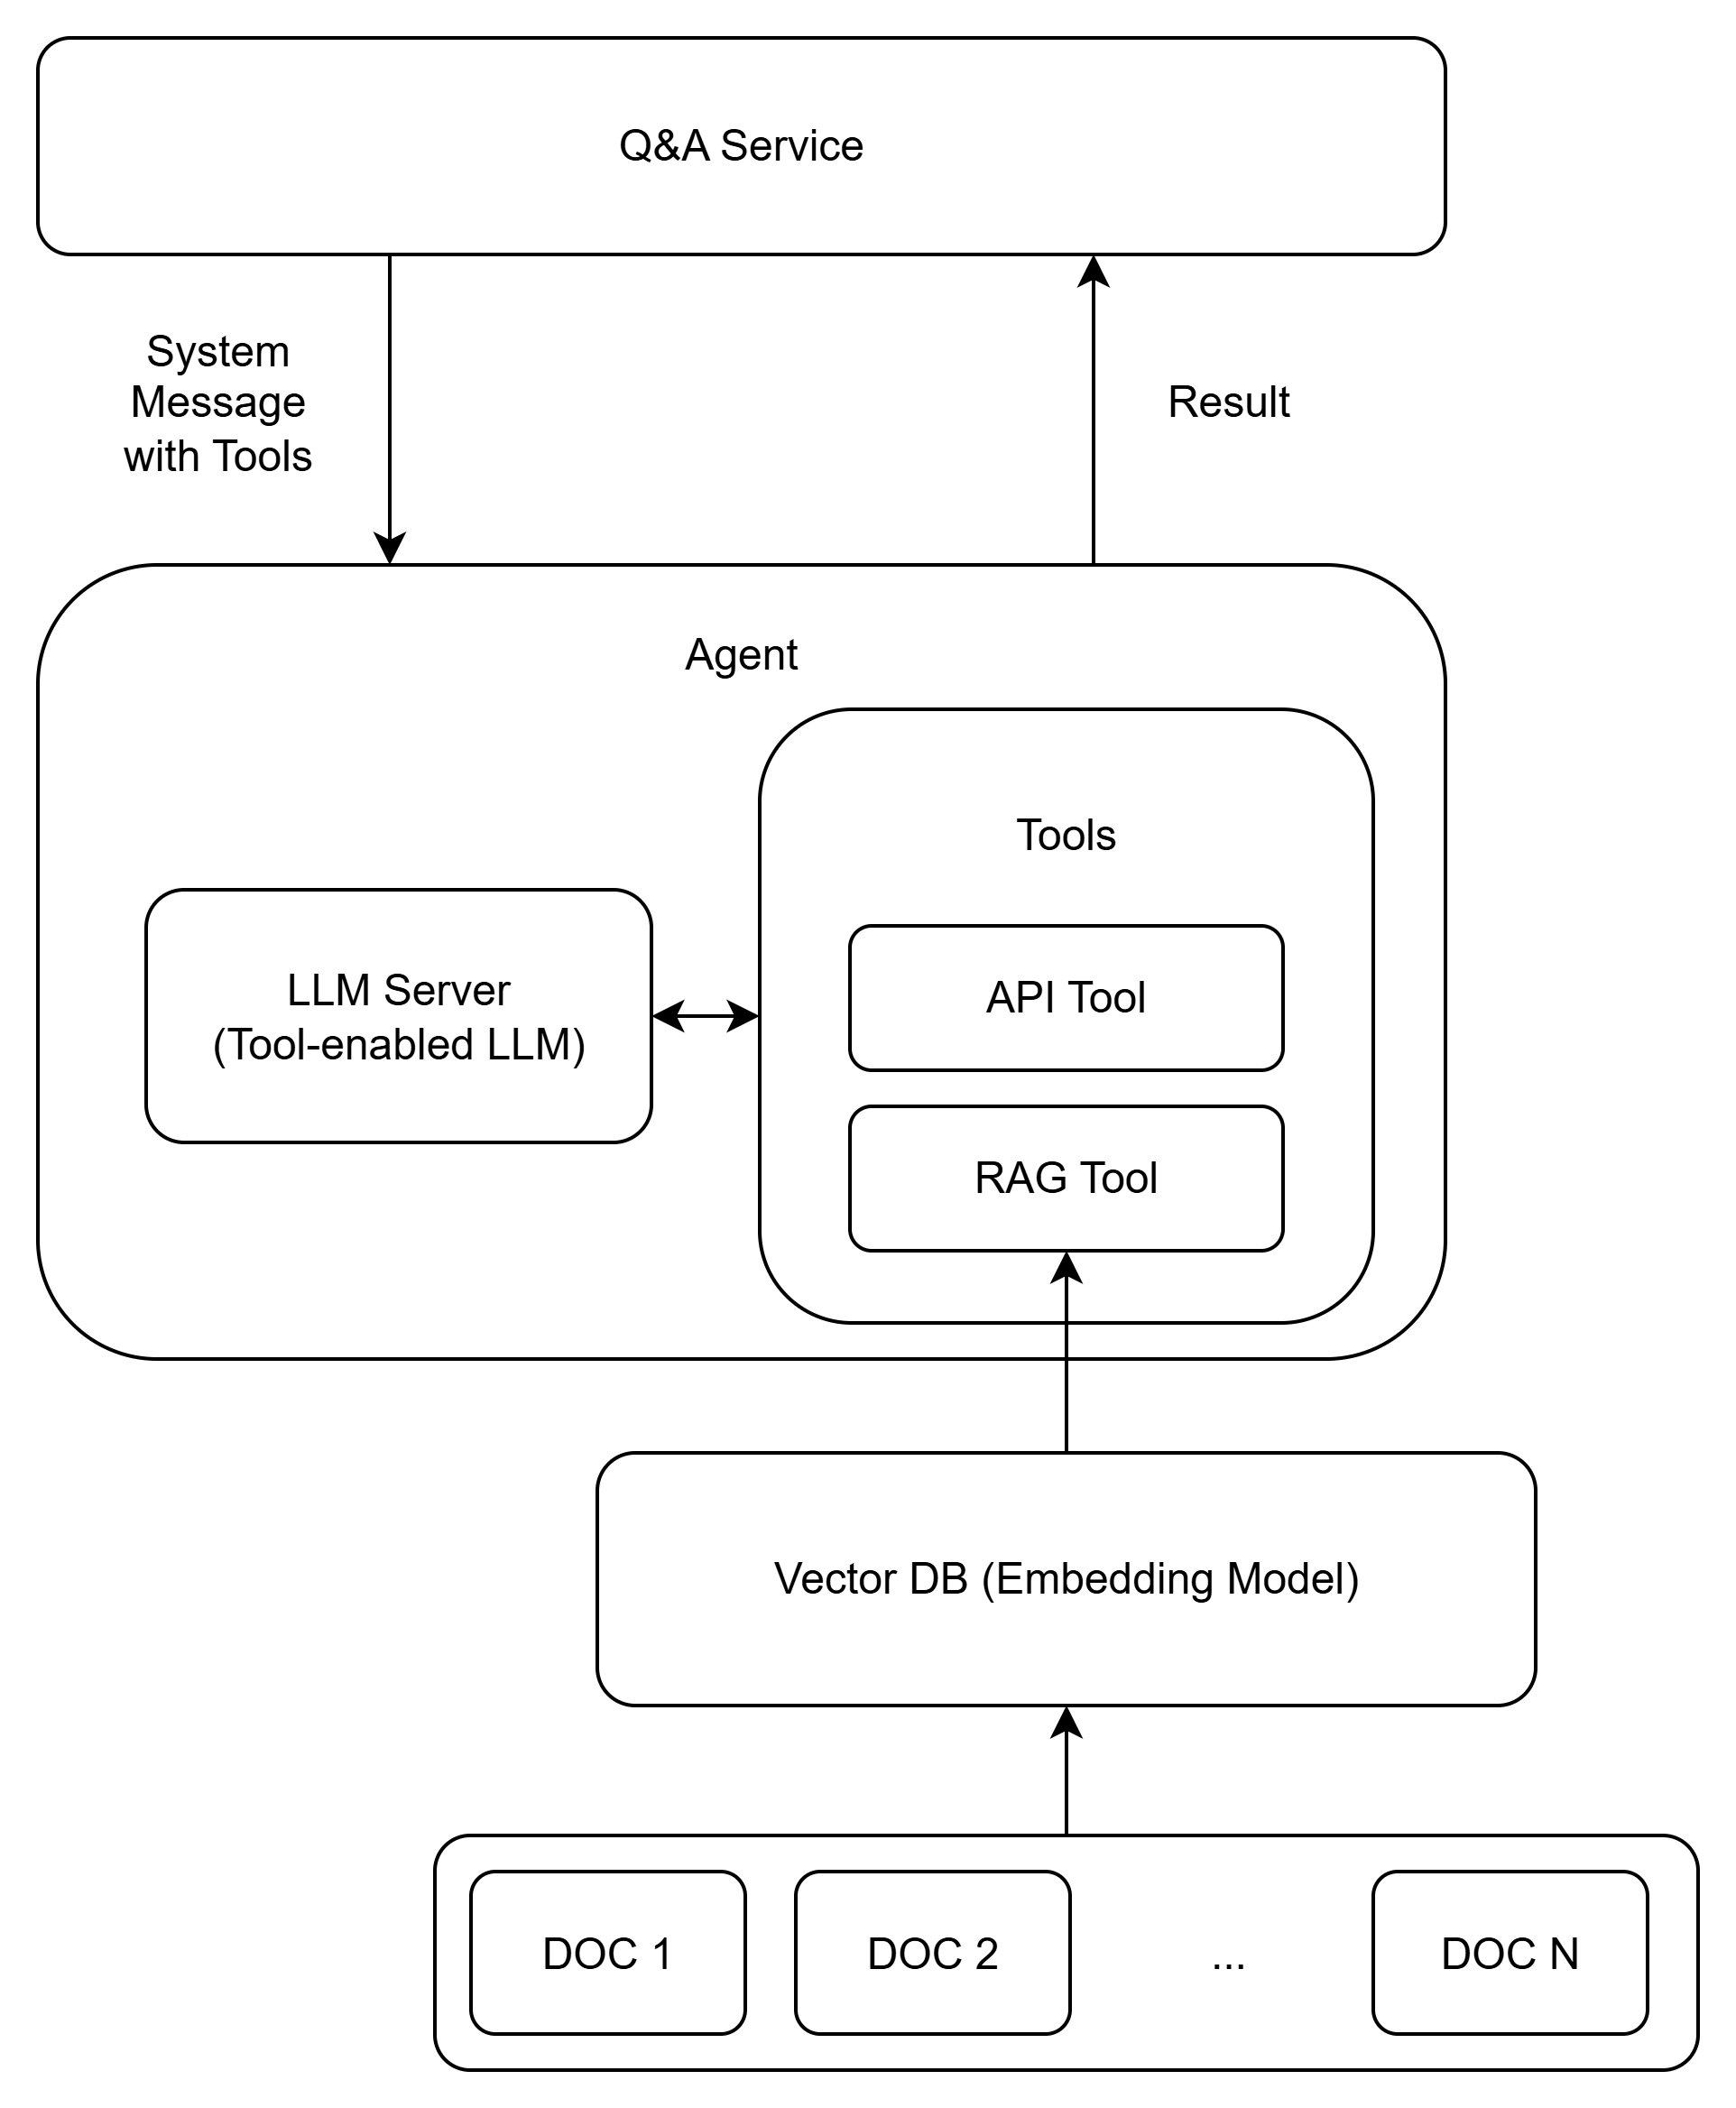 Q&A Service
System
Message
with Tools
Result
Agent
Tools
API Tool
LLM Server
(Tool-enabled LLM)
RAG Tool
Vector DB (Embedding Model)
DOC 1
DOC 2
...
DOC N